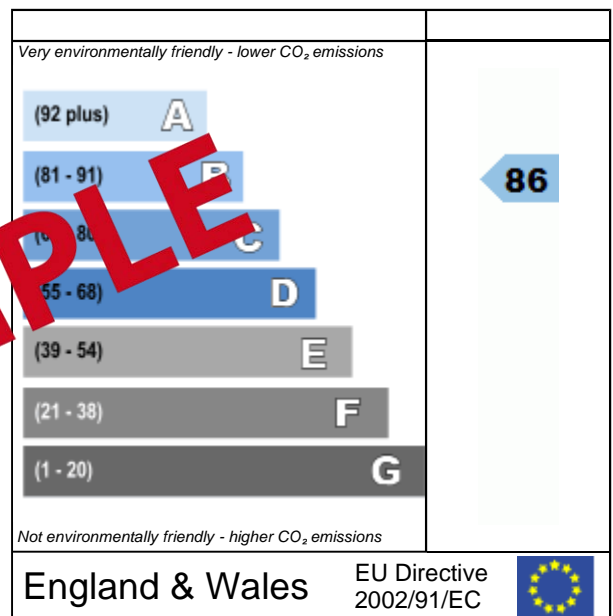 Very environmentally friendly - lower CO₂ emissions
(92 plus) A
(81 - 91) B
86
C
55 - 68) D
(39 - 54) E
(21 - 38) F
(1 - 20) G
Not environmentally friendly - higher CO₂ emissions
England & Wales
EU Directive
2002/91/EC
MPLE